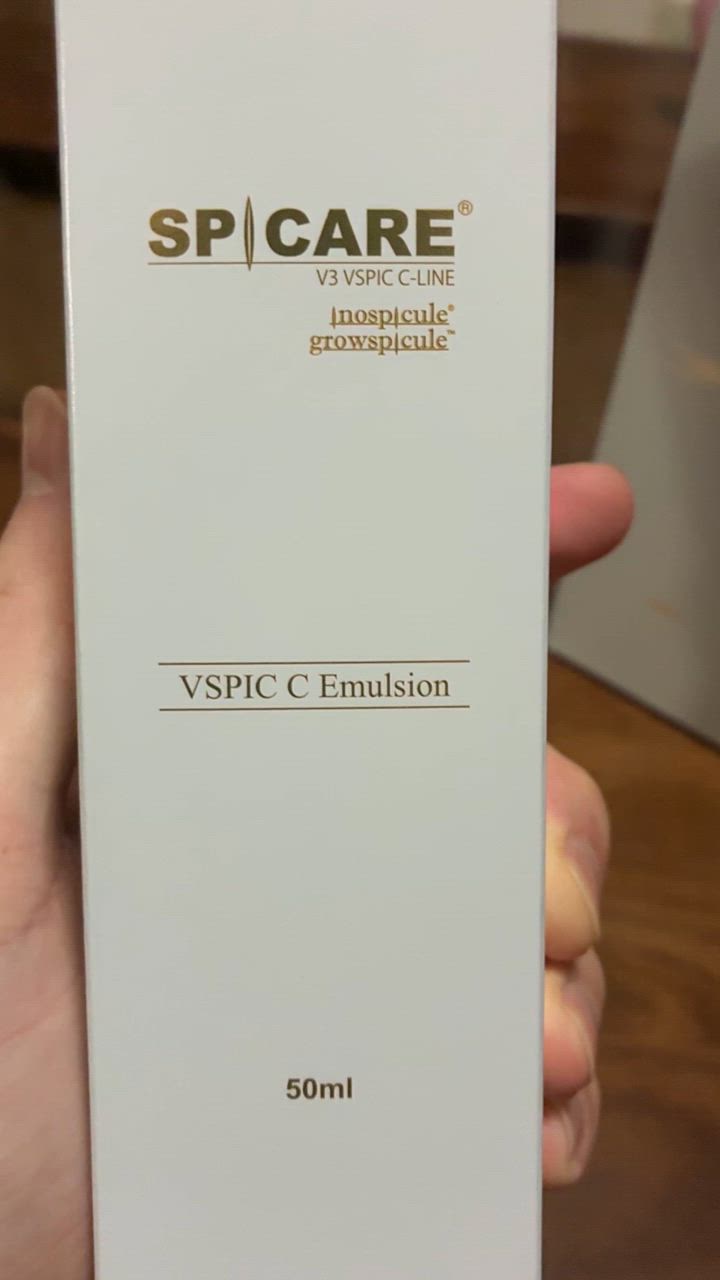 SPICARE®
V3 VSPIC C-LINE
inospicule®
growspicule™
VSPIC C Emulsion
50ml